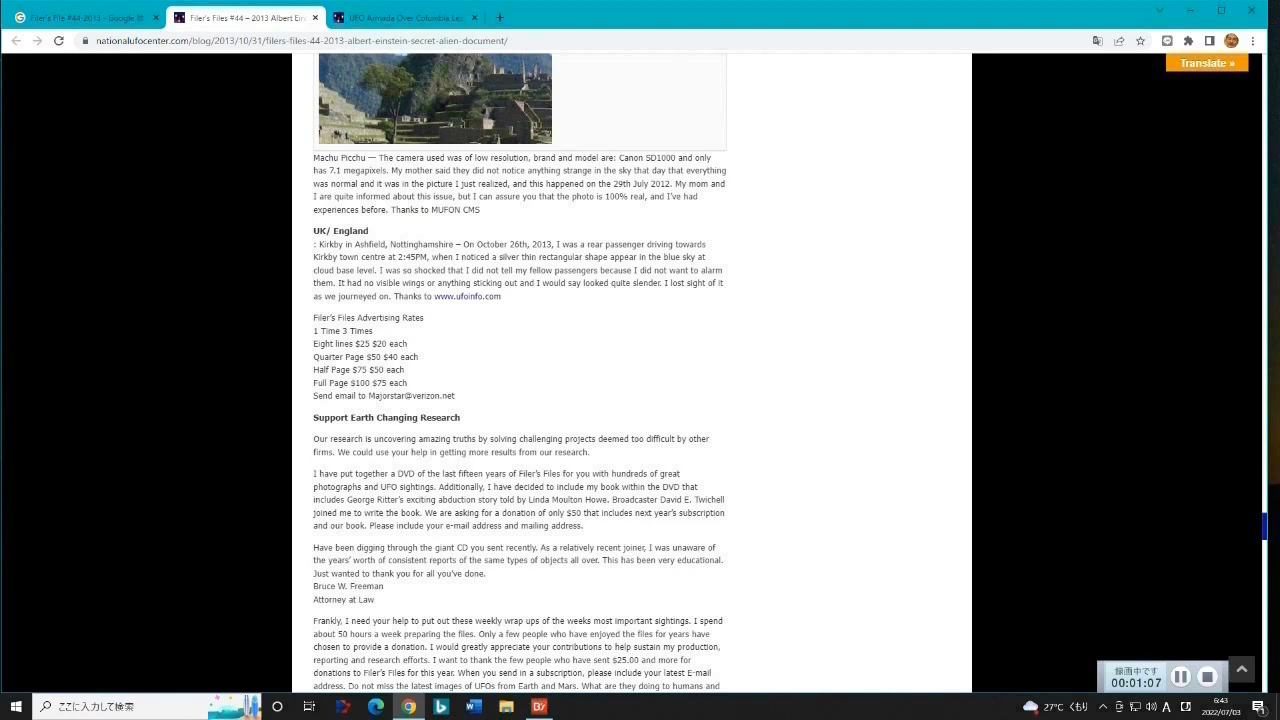 Filer's File #44-2013 - Google 検
Filer's Files #44 – 2013 Albert Ein
UFO Armada Over Columbia Le
nationalufocenter.com/blog/2013/10/31/filers-files-44-2013-albert-einstein-secret-alien-document/
Translate »
Machu Picchu — The camera used was of low resolution, brand and model are: Canon SD1000 and only
has 7.1 megapixels. My mother said they did not notice anything strange in the sky that day that everything
was normal and it was in the picture I just realized, and this happened on the 29th July 2012. My mom and
I are quite informed about this issue, but I can assure you that the photo is 100% real, and I've had
experiences before. Thanks to MUFON CMS
UK/ England
: Kirkby in Ashfield, Nottinghamshire – On October 26th, 2013, I was a rear passenger driving towards
Kirkby town centre at 2:45PM, when I noticed a silver thin rectangular shape appear in the blue sky at
cloud base level. I was so shocked that I did not tell my fellow passengers because I did not want to alarm
them. It had no visible wings or anything sticking out and I would say looked quite slender. I lost sight of it
as we journeyed on. Thanks to www.ufoinfo.com
Filer's Files Advertising Rates
1 Time 3 Times
Eight lines $25 $20 each
Quarter Page $50 $40 each
Half Page $75 $50 each
Full Page $100 $75 each
Send email to Majorstar@verizon.net
Support Earth Changing Research
Our research is uncovering amazing truths by solving challenging projects deemed too difficult by other
firms. We could use your help in getting more results from our research.
I have put together a DVD of the last fifteen years of Filer's Files for you with hundreds of great
photographs and UFO sightings. Additionally, I have decided to include my book within the DVD that
includes George Ritter's exciting abduction story told by Linda Moulton Howe. Broadcaster David E. Twichell
joined me to write the book. We are asking for a donation of only $50 that includes next year's subscription
and our book. Please include your e-mail address and mailing address.
Have been digging through the giant CD you sent recently. As a relatively recent joiner, I was unaware of
the years' worth of consistent reports of the same types of objects all over. This has been very educational.
Just wanted to thank you for all you've done.
Bruce W. Freeman
Attorney at Law
Frankly, I need your help to put out these weekly wrap ups of the weeks most important sightings. I spend
about 50 hours a week preparing the files. Only a few people who have enjoyed the files for years have
chosen to provide a donation. I would greatly appreciate your contributions to help sustain my production,
reporting and research efforts. I want to thank the few people who have sent $25.00 and more for
donations to Filer's Files for this year. When you send in a subscription, please include your latest E-mail
address. Do not miss the latest images of UFOs from Earth and Mars. What are they doing to humans and
録画中です
00:01:07
ここに入力して検索
27°C くもり
6:43
2022/07/03